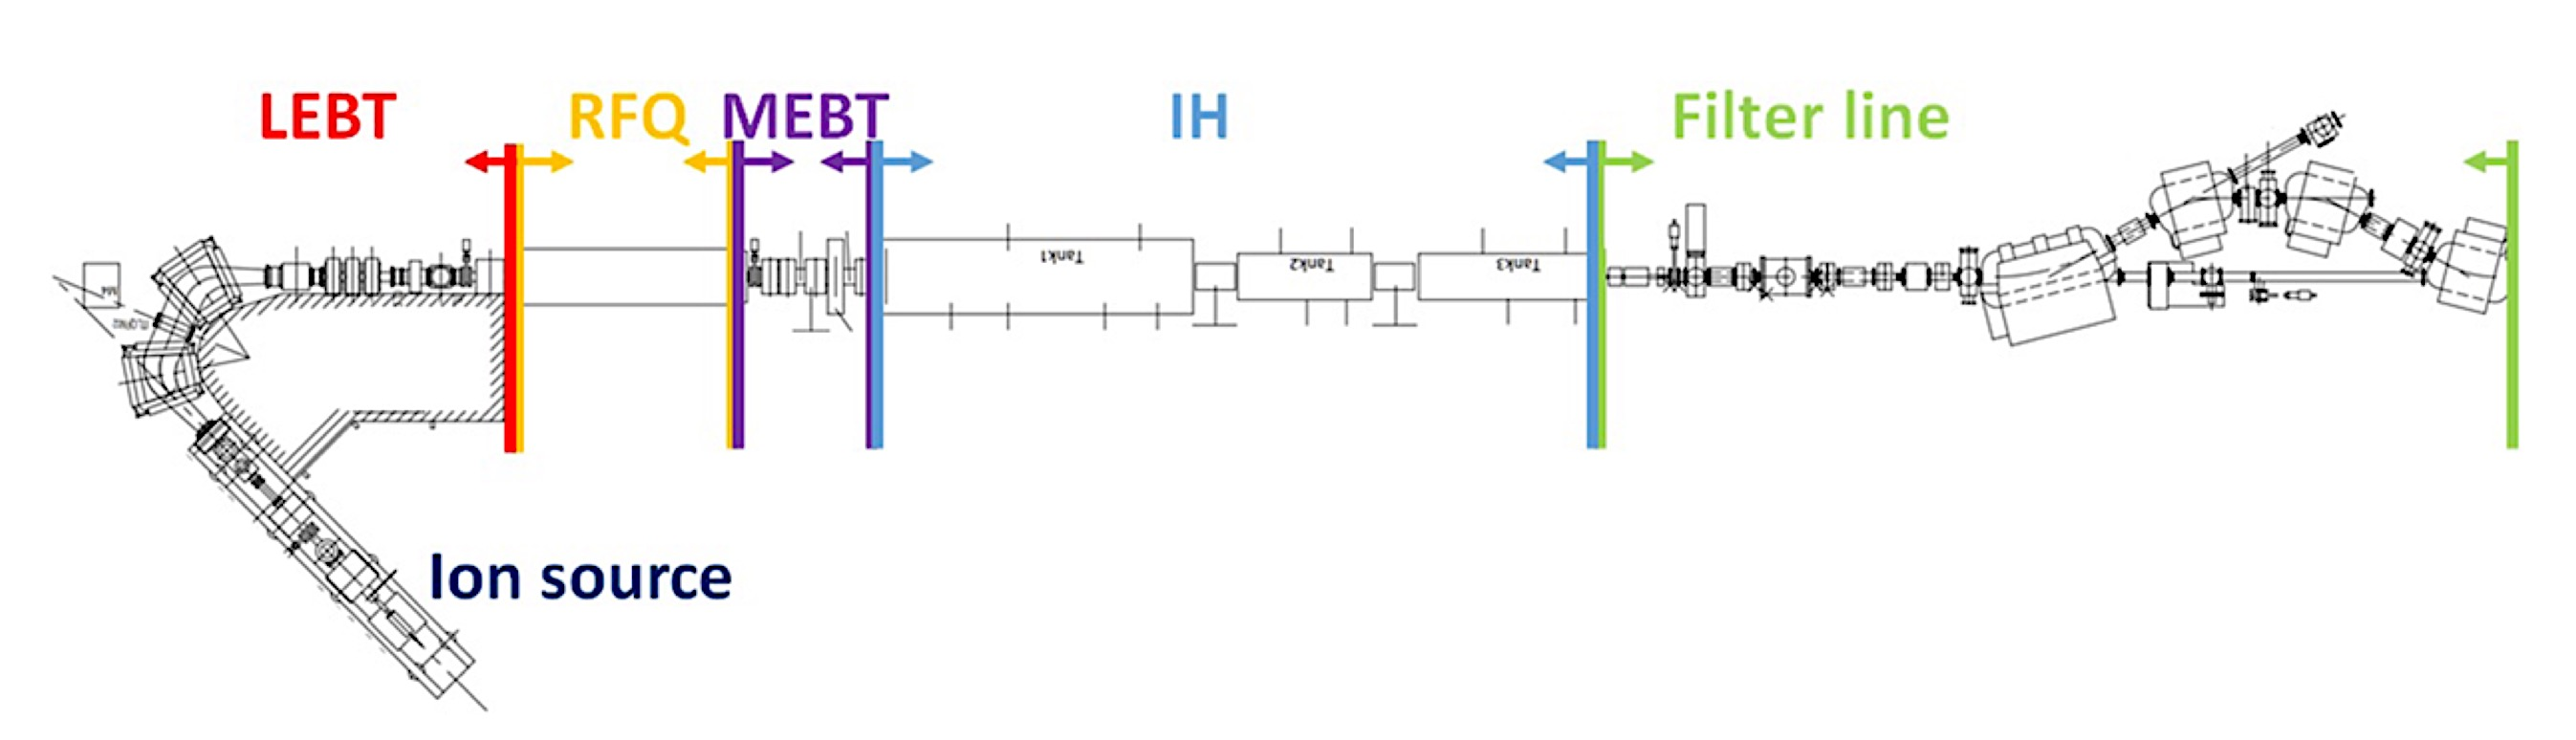 LEBT
RFQ
MEBT
IH
Filter line
Tank1
Tank2
Tank3
Ion source